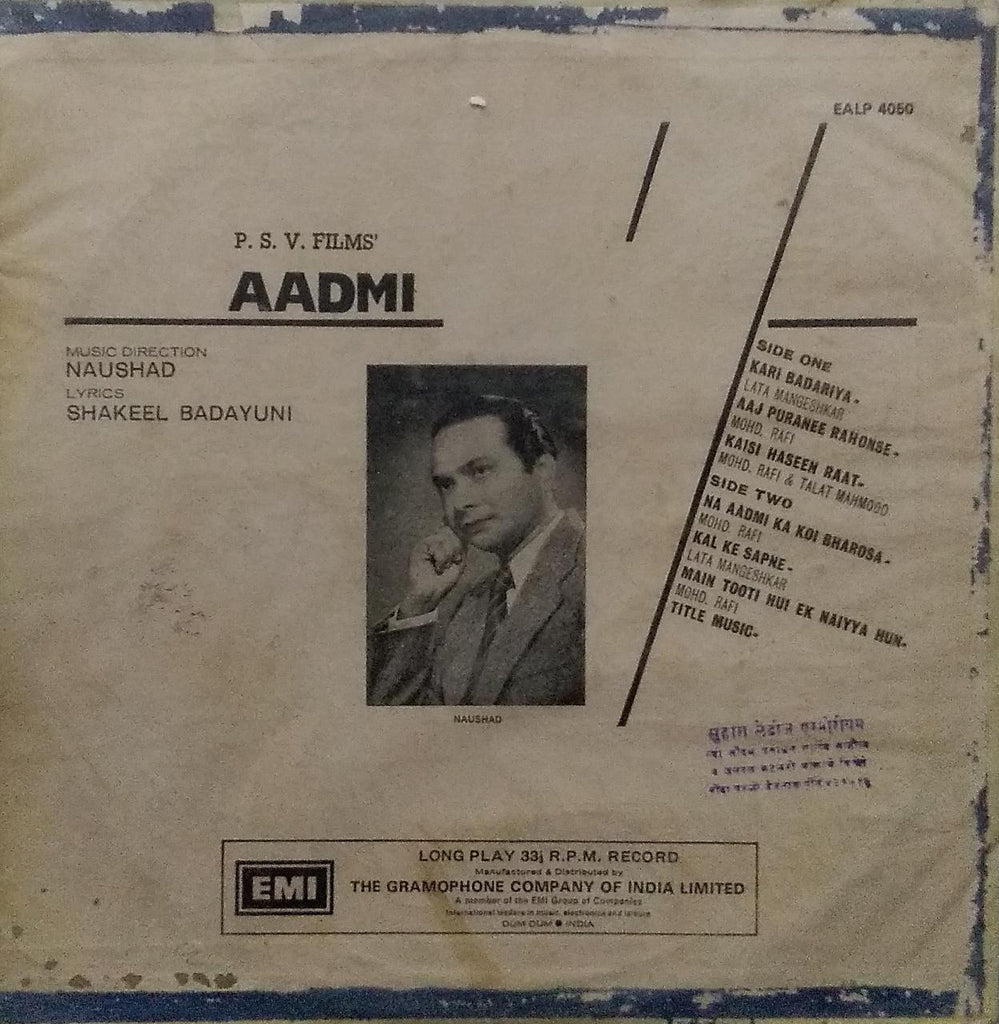 EALP 4050
P. S. V. FILMS'
AADMI
MUSIC DIRECTION
NAUSHAD
LYRICS
SHAKEEL BADAYUNI
SIDE ONE
KARI BADARIYA-
LATA MANGESHKAR
AAJ PURANEE RAHONSE-
MOHD. RAFI
KAISI HASEEN RAAT-
MOHD. RAFI & TALAT MAHMOOD
SIDE TWO
NA AADMI KA KOI BHAROSA-
MOHD. RAFI
KAL KE SAPNE-
LATA MANGESHKAR
MAIN TOOTI HUI EK NAIYYA HUN-
MOHD. RAFI
TITLE MUSIC-
NAUSHAD
सुहाग लेडीज
EMI
LONG PLAY 33⅓ R.P.M. RECORD
Manufactured & Distributed by
THE GRAMOPHONE COMPANY OF INDIA LIMITED
A member of the EMI Group of Companies
International leaders in music, electronics and leisure
DUM DUM ● INDIA